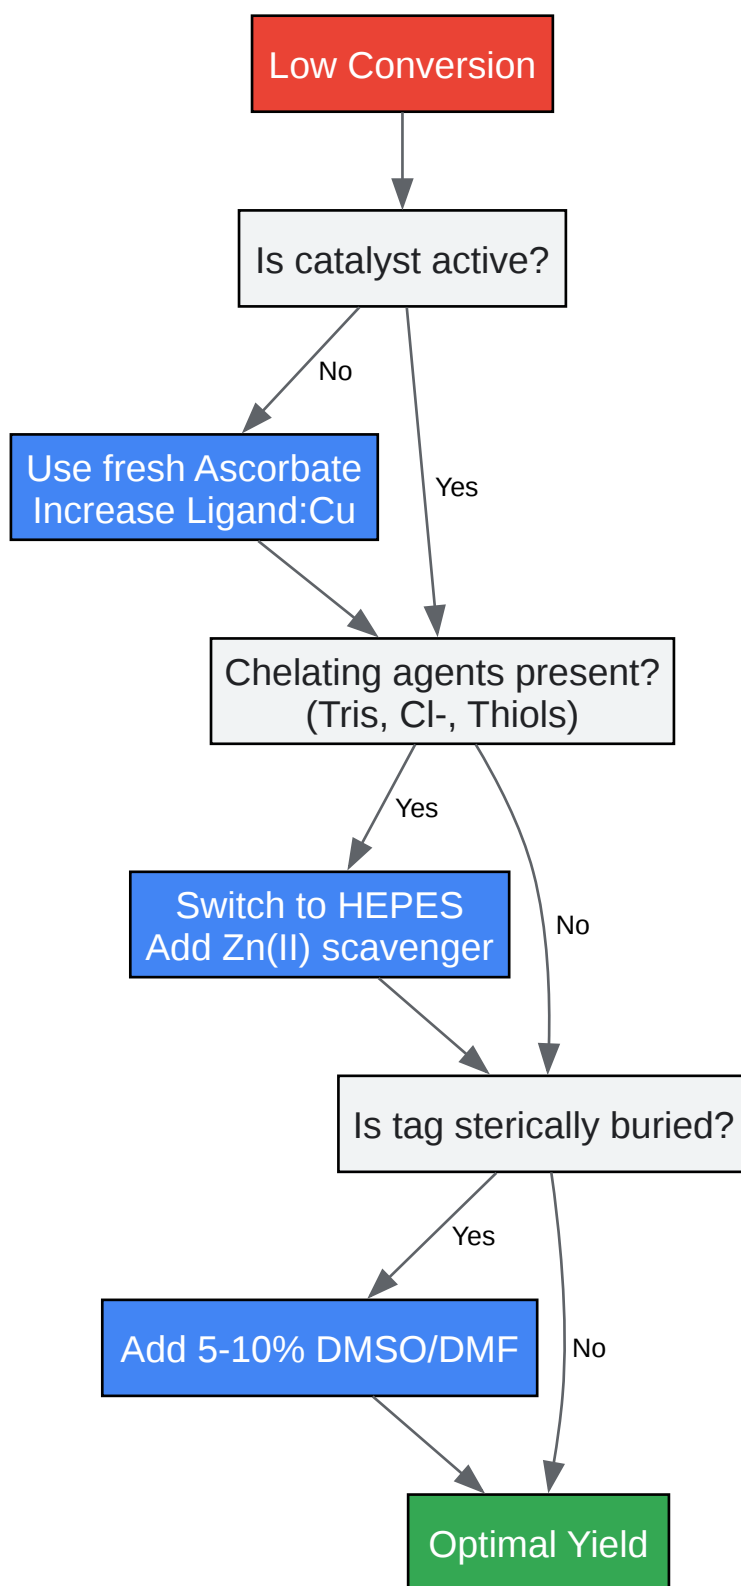 Low Conversion
Is catalyst active?
No
Use fresh Ascorbate
Increase Ligand:Cu
Yes
Chelating agents present?
(Tris, Cl-, Thiols)
Yes
Switch to HEPES
Add Zn(II) scavenger
No
Is tag sterically buried?
Yes
Add 5-10% DMSO/DMF
No
Optimal Yield